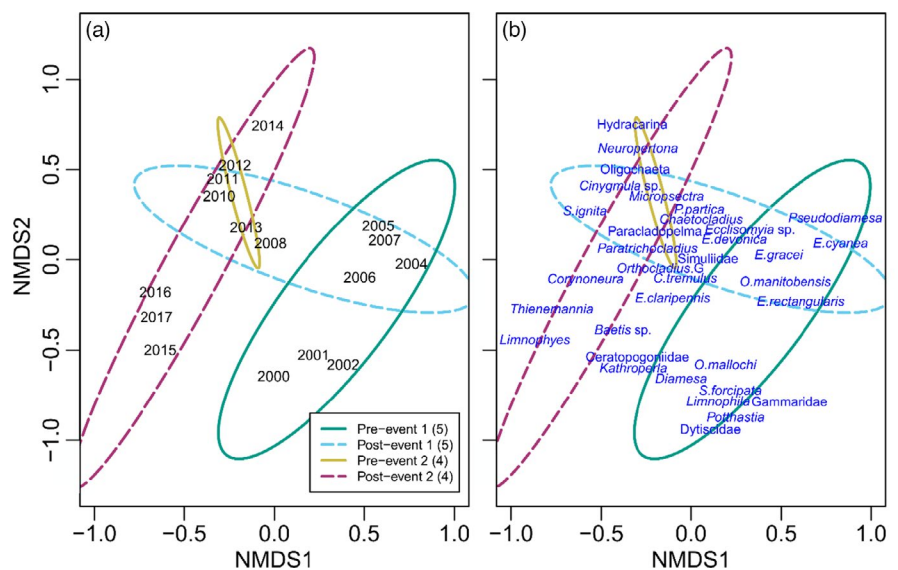 (a)
2014
2012
2011
2010
2013
2008
2005
2007
2004
2006
2016
2017
2015
2001
2002
2000
Pre-event 1 (5)
Post-event 1 (5)
Pre-event 2 (4)
Post-event 2 (4)
1.0
0.5
0.0
−0.5
−1.0
NMDS2
−1.0 −0.5 0.0 0.5 1.0
NMDS1
(b)
Hydracarina
Neuropertona
Oligochaeta
Cinygmula sp.
Micropsectra
S.ignita
P.partica
Chaetocladius
Pseudodiamesa
Paracladopelma
Ecclisomyia sp.
E.devonica
E.cyanea
Paratrichocladius
Simuliidae
E.gracei
Orthocladius.G
C.tremulus
Corynoneura
O.manitobensis
E.claripennis
E.rectangularis
Thienemannia
Baetis sp.
Limnophyes
Ceratopogoniidae
Kathroperla
O.mallochi
Diamesa
S.forcipata
Limnophila
Gammaridae
Potthastia
Dytiscidae
−1.0 −0.5 0.0 0.5 1.0
NMDS1